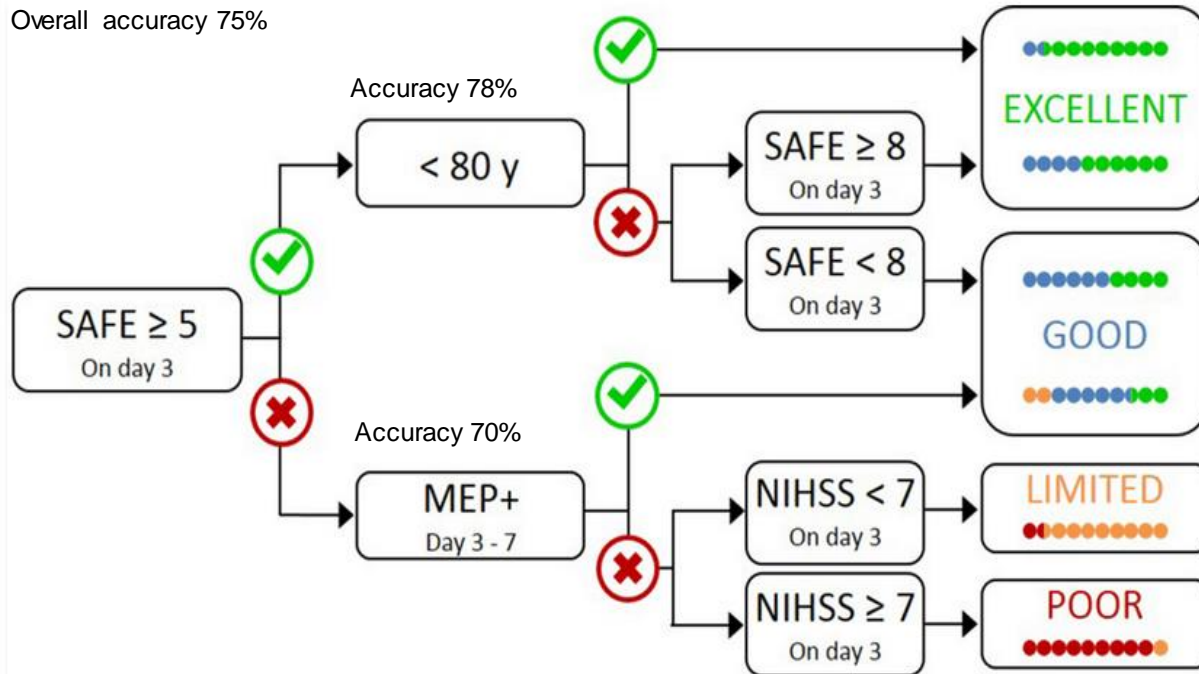 Overall accuracy 75%
Accuracy 78%
< 80 y
SAFE ≥ 8
On day 3
EXCELLENT
SAFE < 8
On day 3
SAFE ≥ 5
On day 3
GOOD
Accuracy 70%
MEP+
Day 3 - 7
NIHSS < 7
On day 3
LIMITED
NIHSS ≥ 7
On day 3
POOR